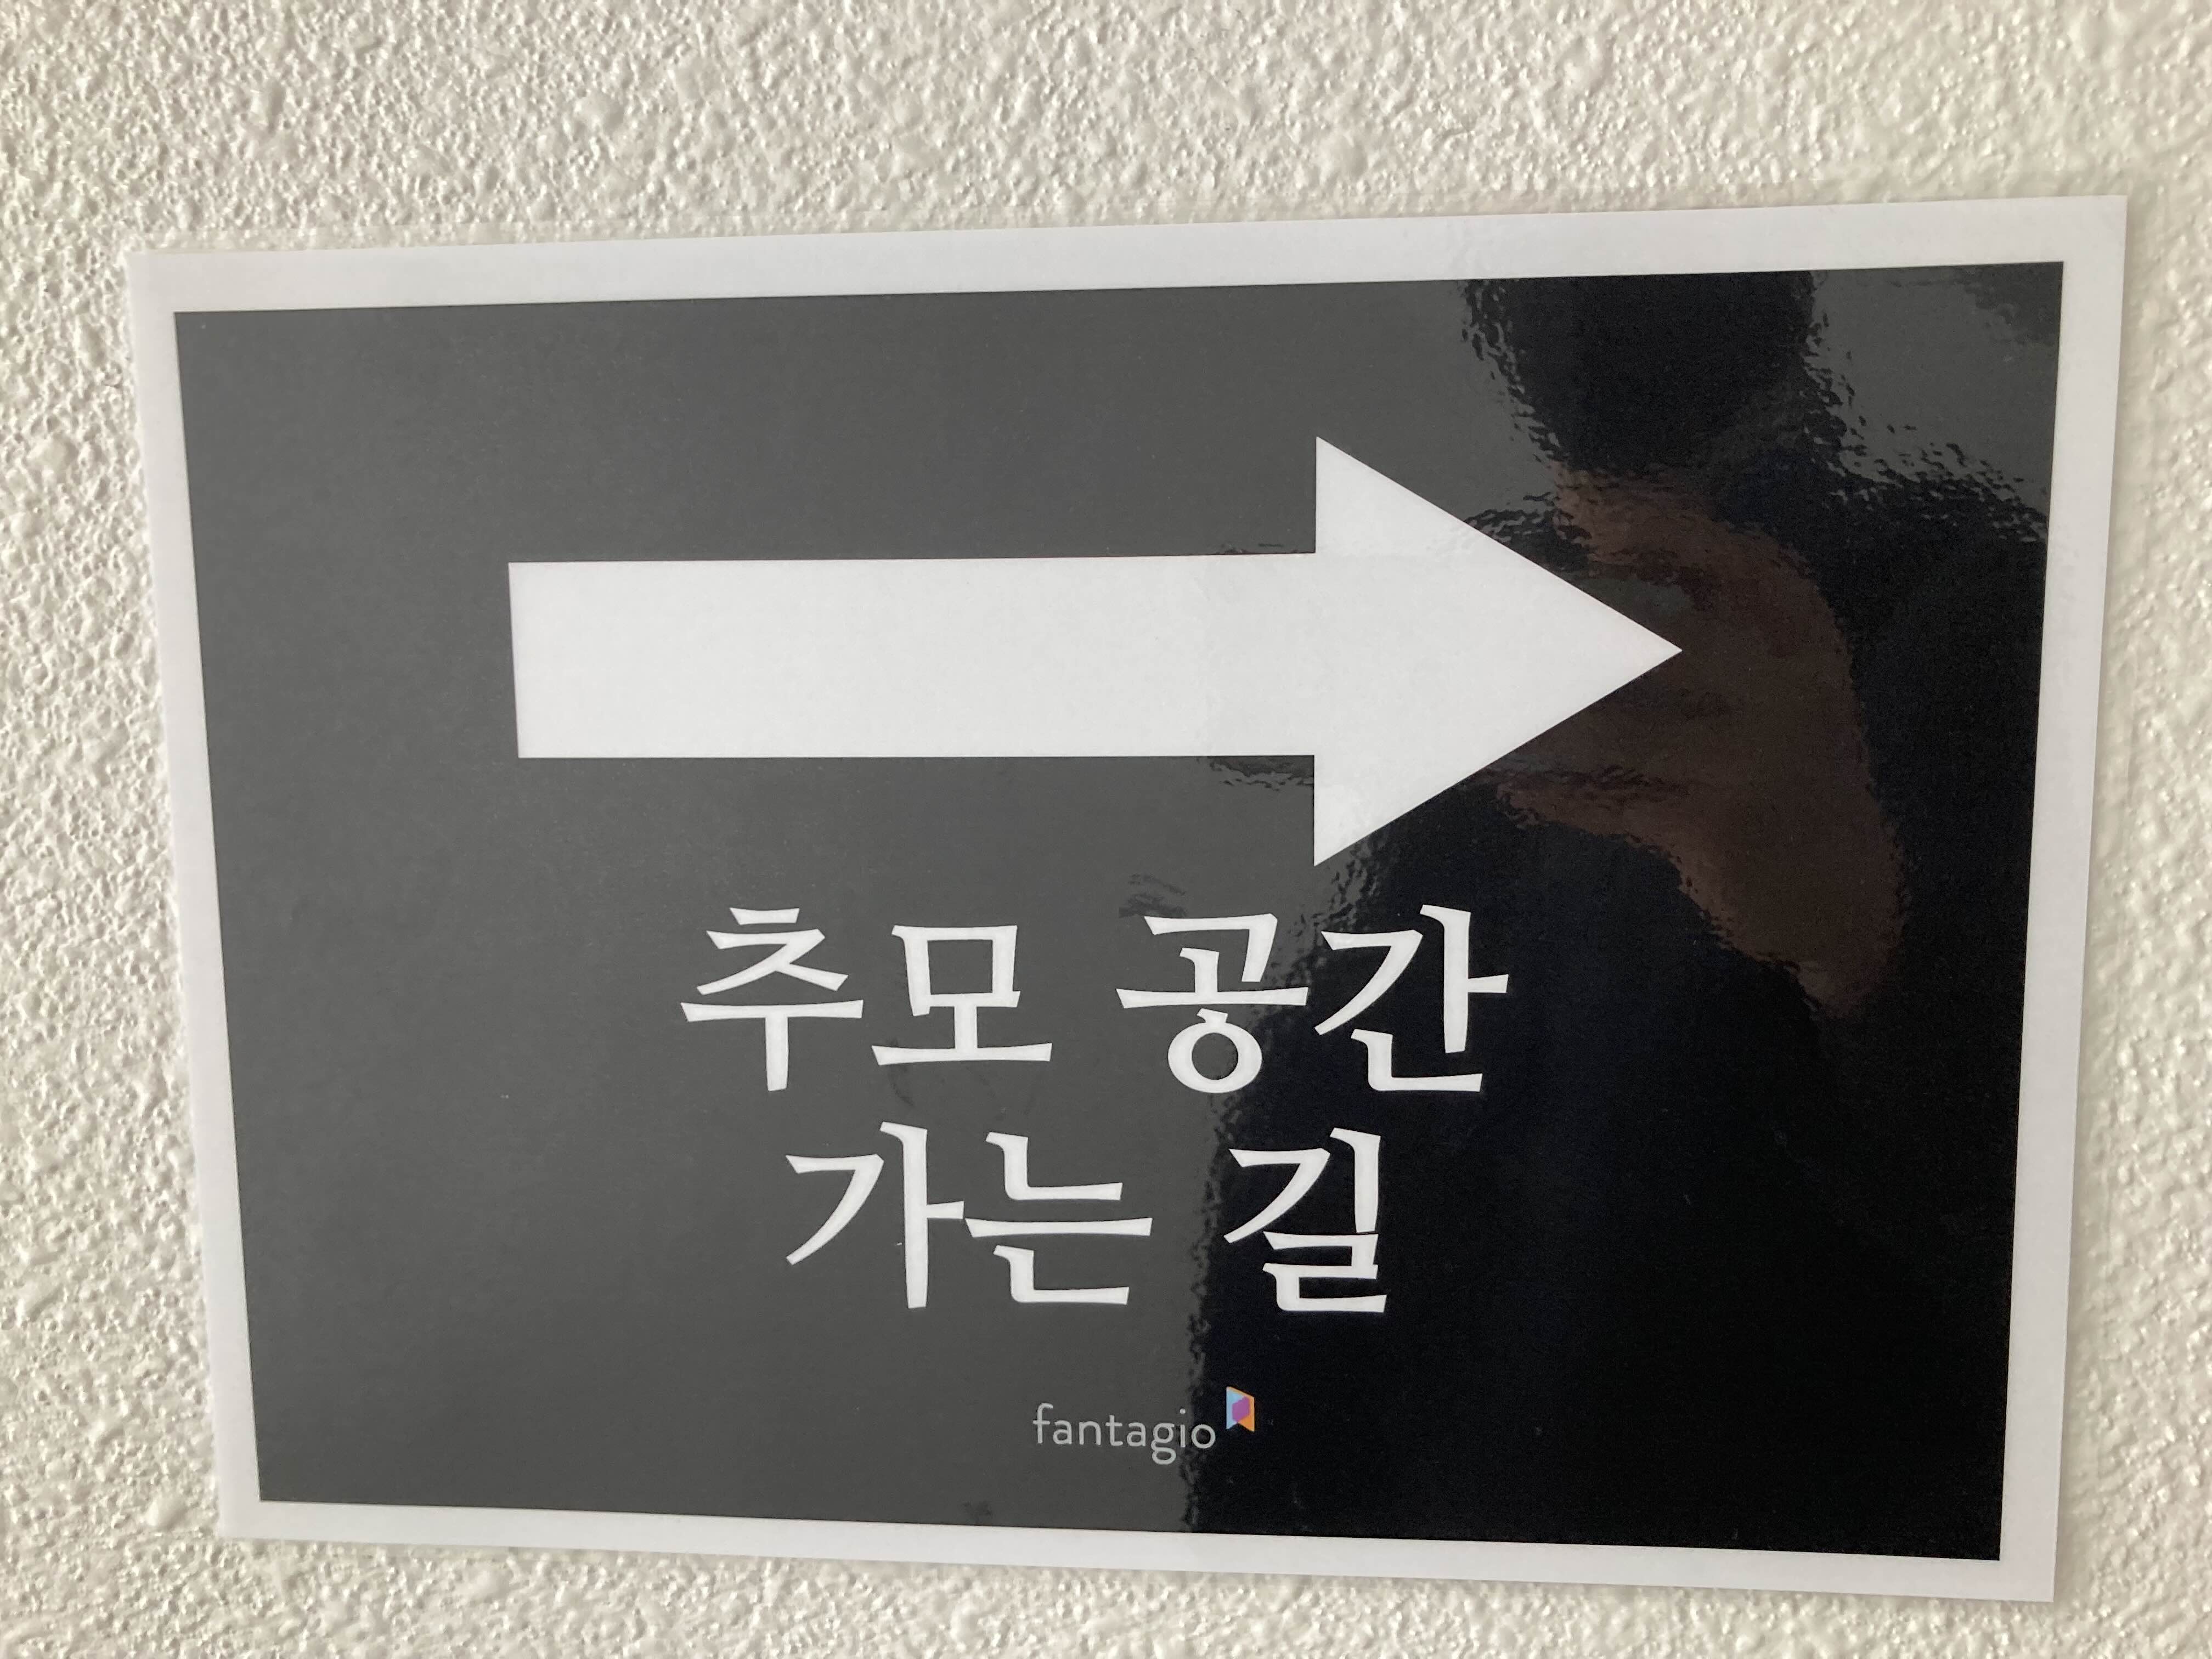 추모 공간
가는 길
fantagio